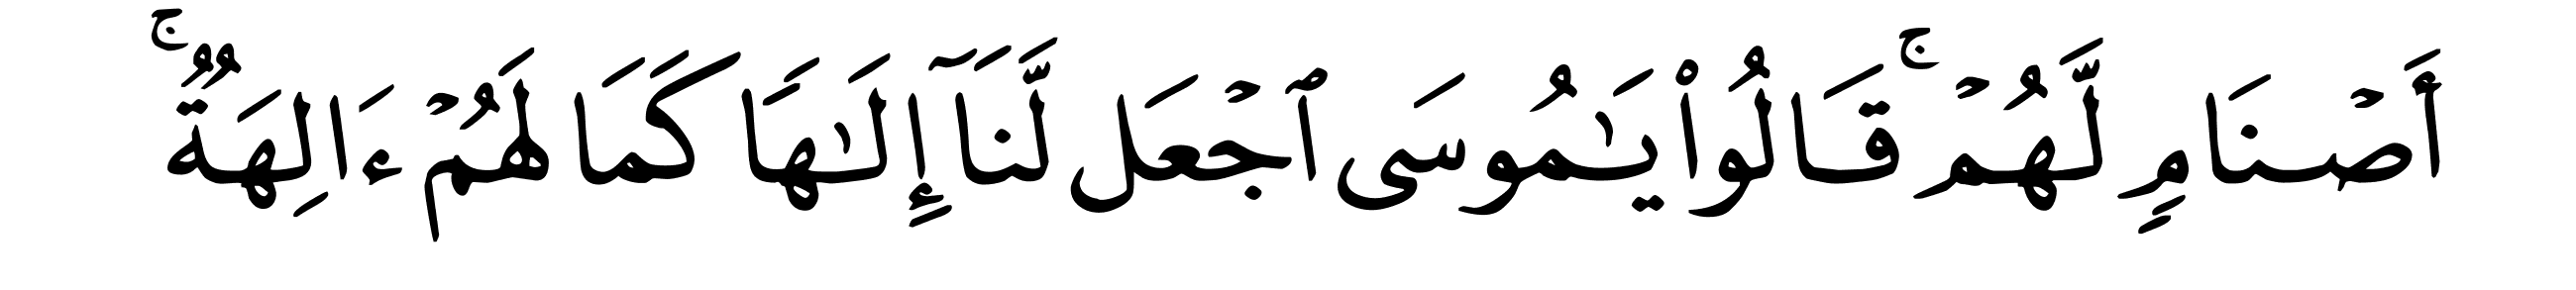 أَصْنَامٍ لَّهُمْ ۚ قَالُوا۟ يَـٰمُوسَى ٱجْعَل لَّنَآ إِلَـٰهًا كَمَا لَهُمْ ءَالِهَةٌ ۚ